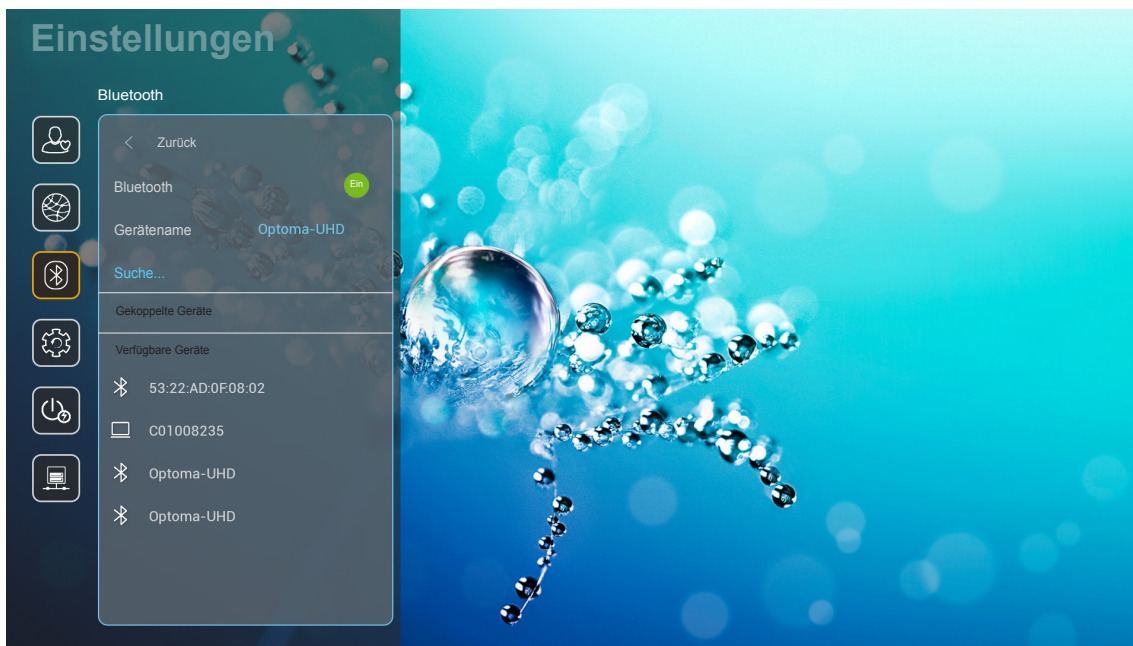 Einstellungen
Bluetooth
Zurück
Bluetooth Ein
Gerätename Optoma-UHD
Suche...
Gekoppelte Geräte
Verfügbare Geräte
53:22:AD:0F:08:02
C01008235
Optoma-UHD
Optoma-UHD